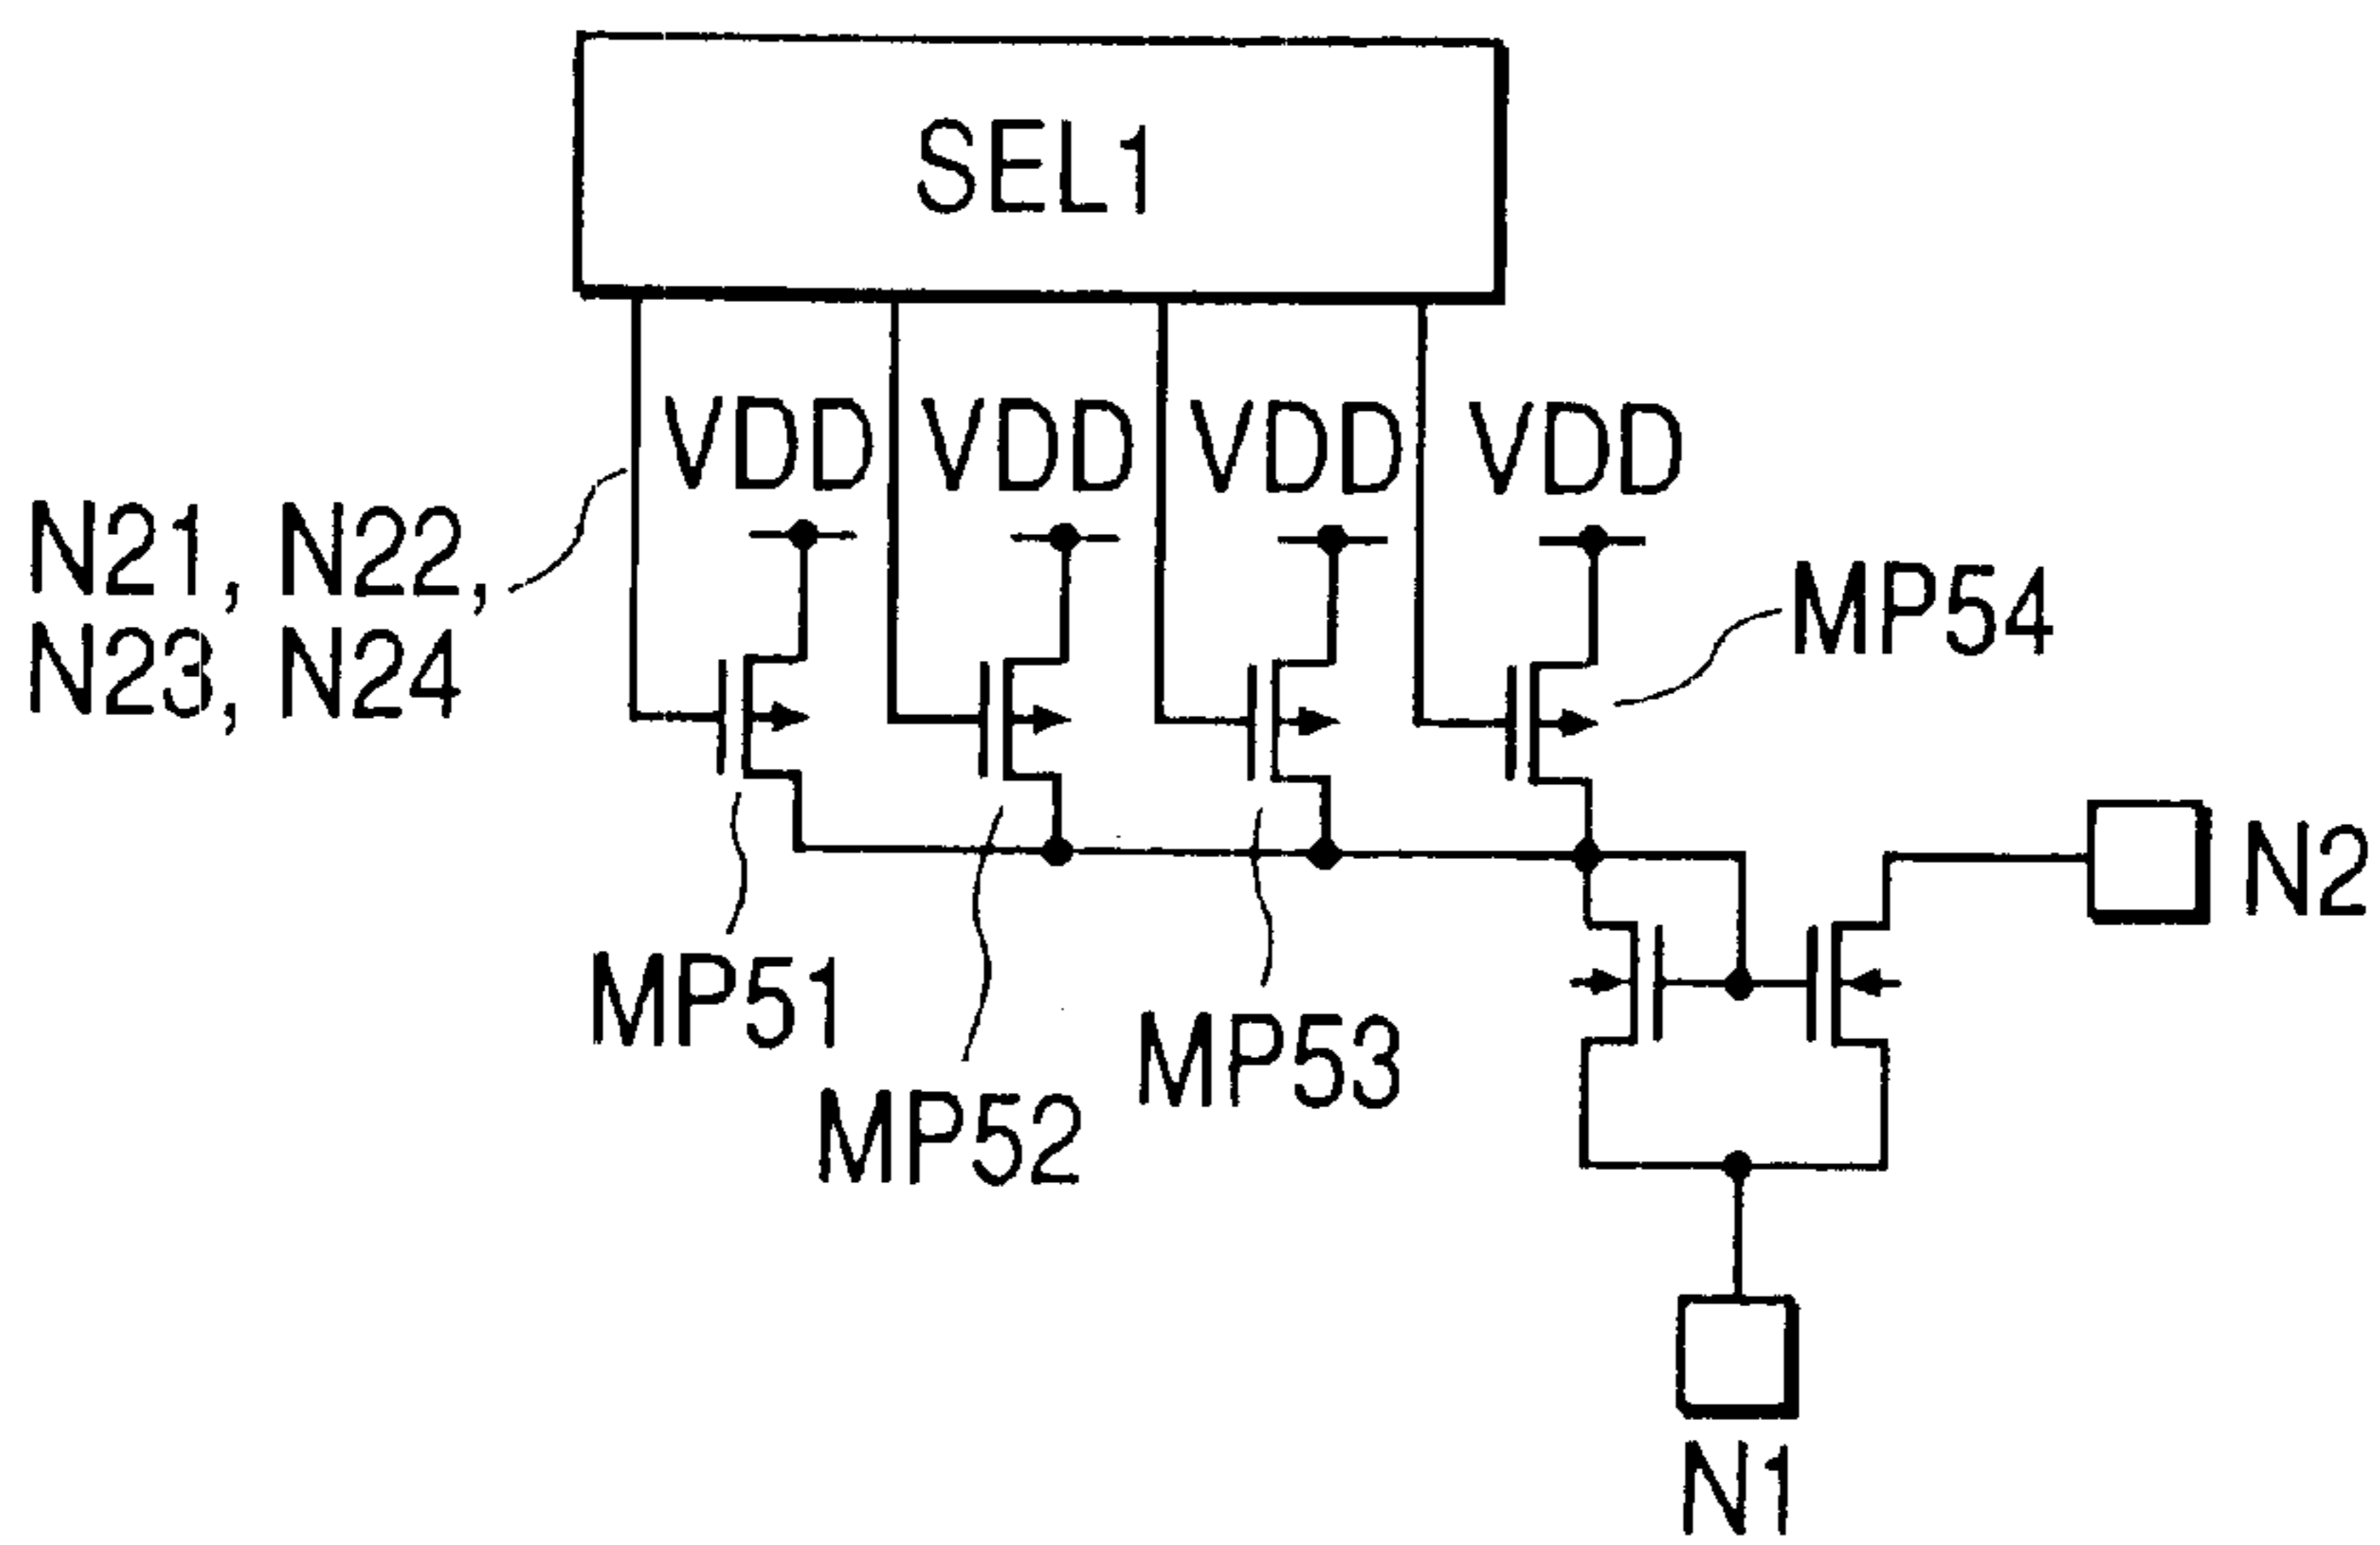 SEL1
VDD VDD VDD VDD
N21, N22,
N23, N24
MP54
N2
MP51
MP53
MP52
N1